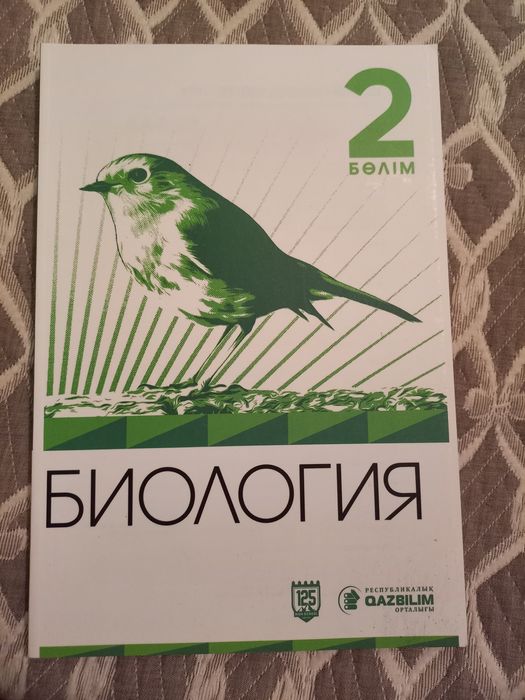 2
БӨЛІМ
БИОЛОГИЯ
125
РЕСПУБЛИКАЛЫҚ
QAZBILIM
ОРТАЛЫҒЫ